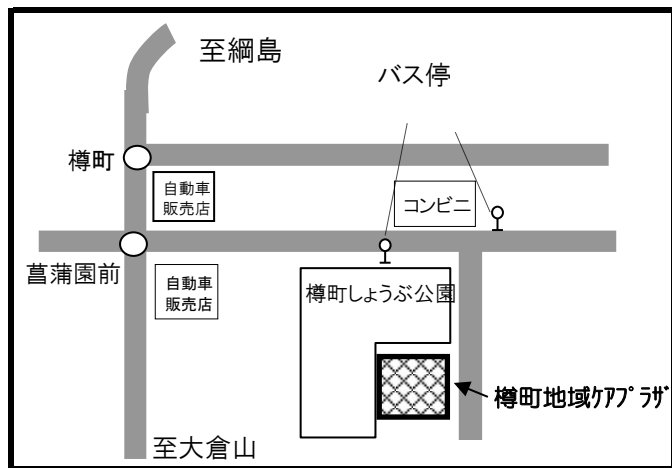 至綱島
バス停
樽町
自動車
販売店
コンビニ
菖蒲園前
自動車
販売店
樽町しょうぶ公園
樽町地域ｹｱﾌﾟﾗｻﾞ
至大倉山